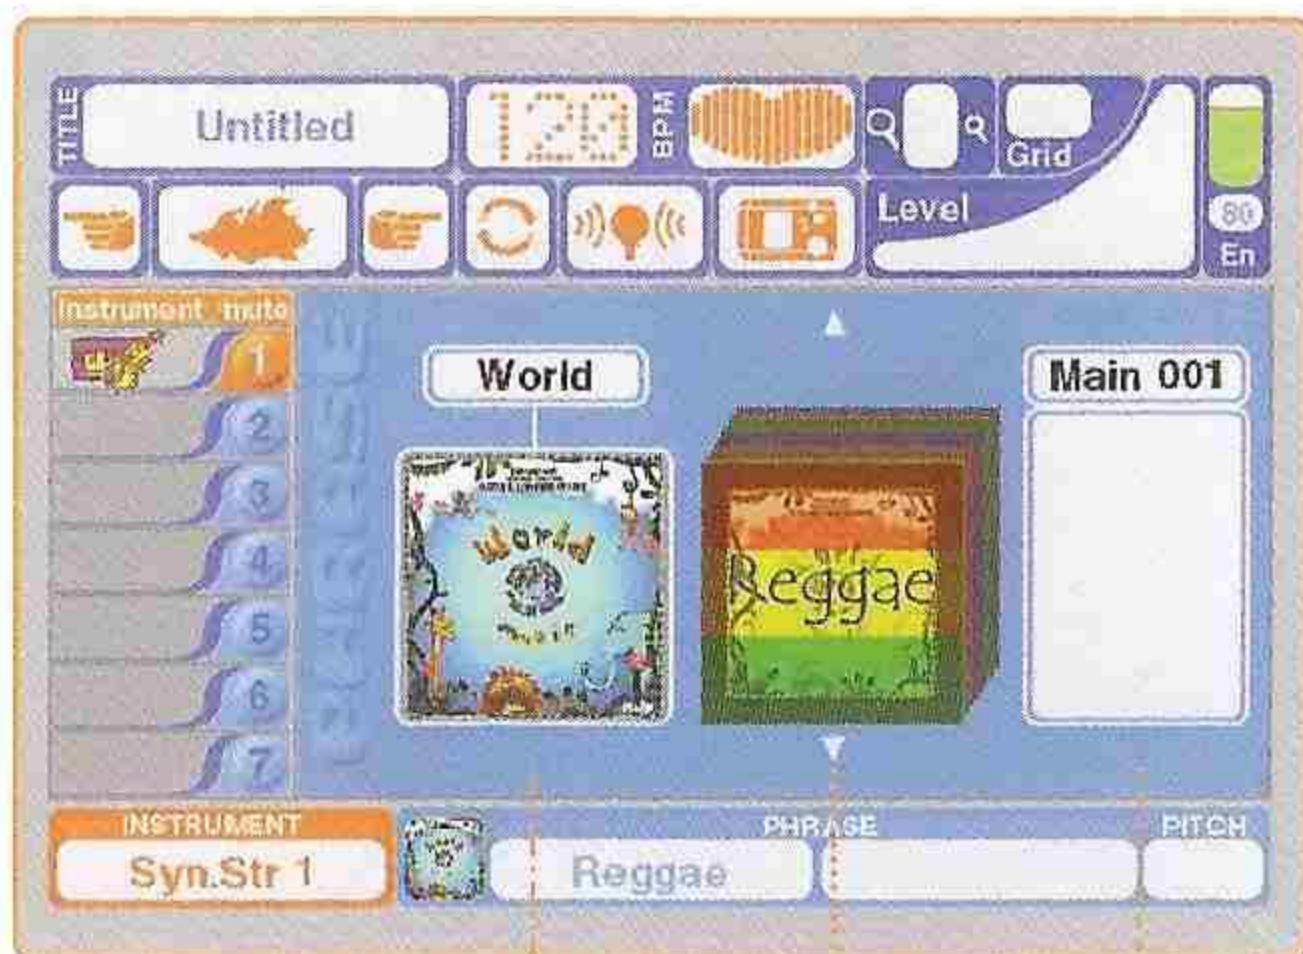 TITLE
Untitled
120
BPM
Grid
Level
80
En
instrument mute
1
2
3
4
5
6
7
PHRASE
World
Main 001
World
Reggae
INSTRUMENT
PHRASE
PITCH
Syn.Str 1
Reggae